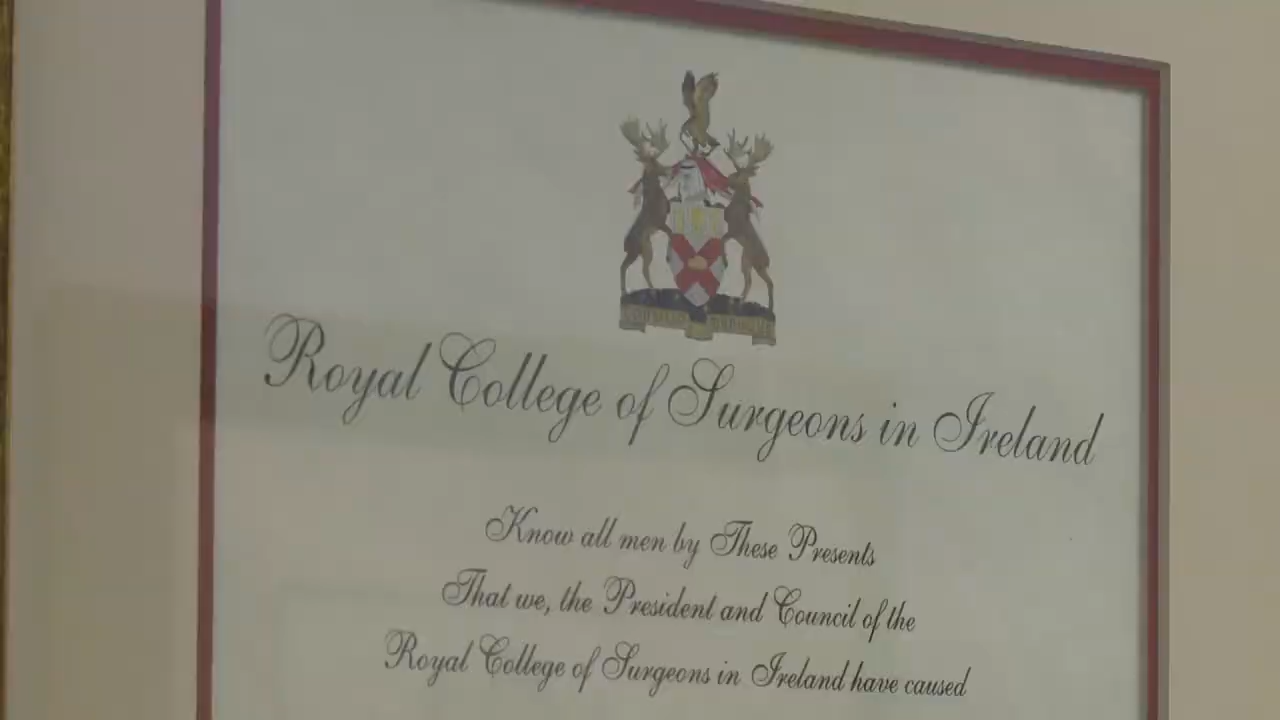 Royal College of Surgeons in Ireland
Know all men by These Presents
That we, the President and Council of the
Royal College of Surgeons in Ireland have caused